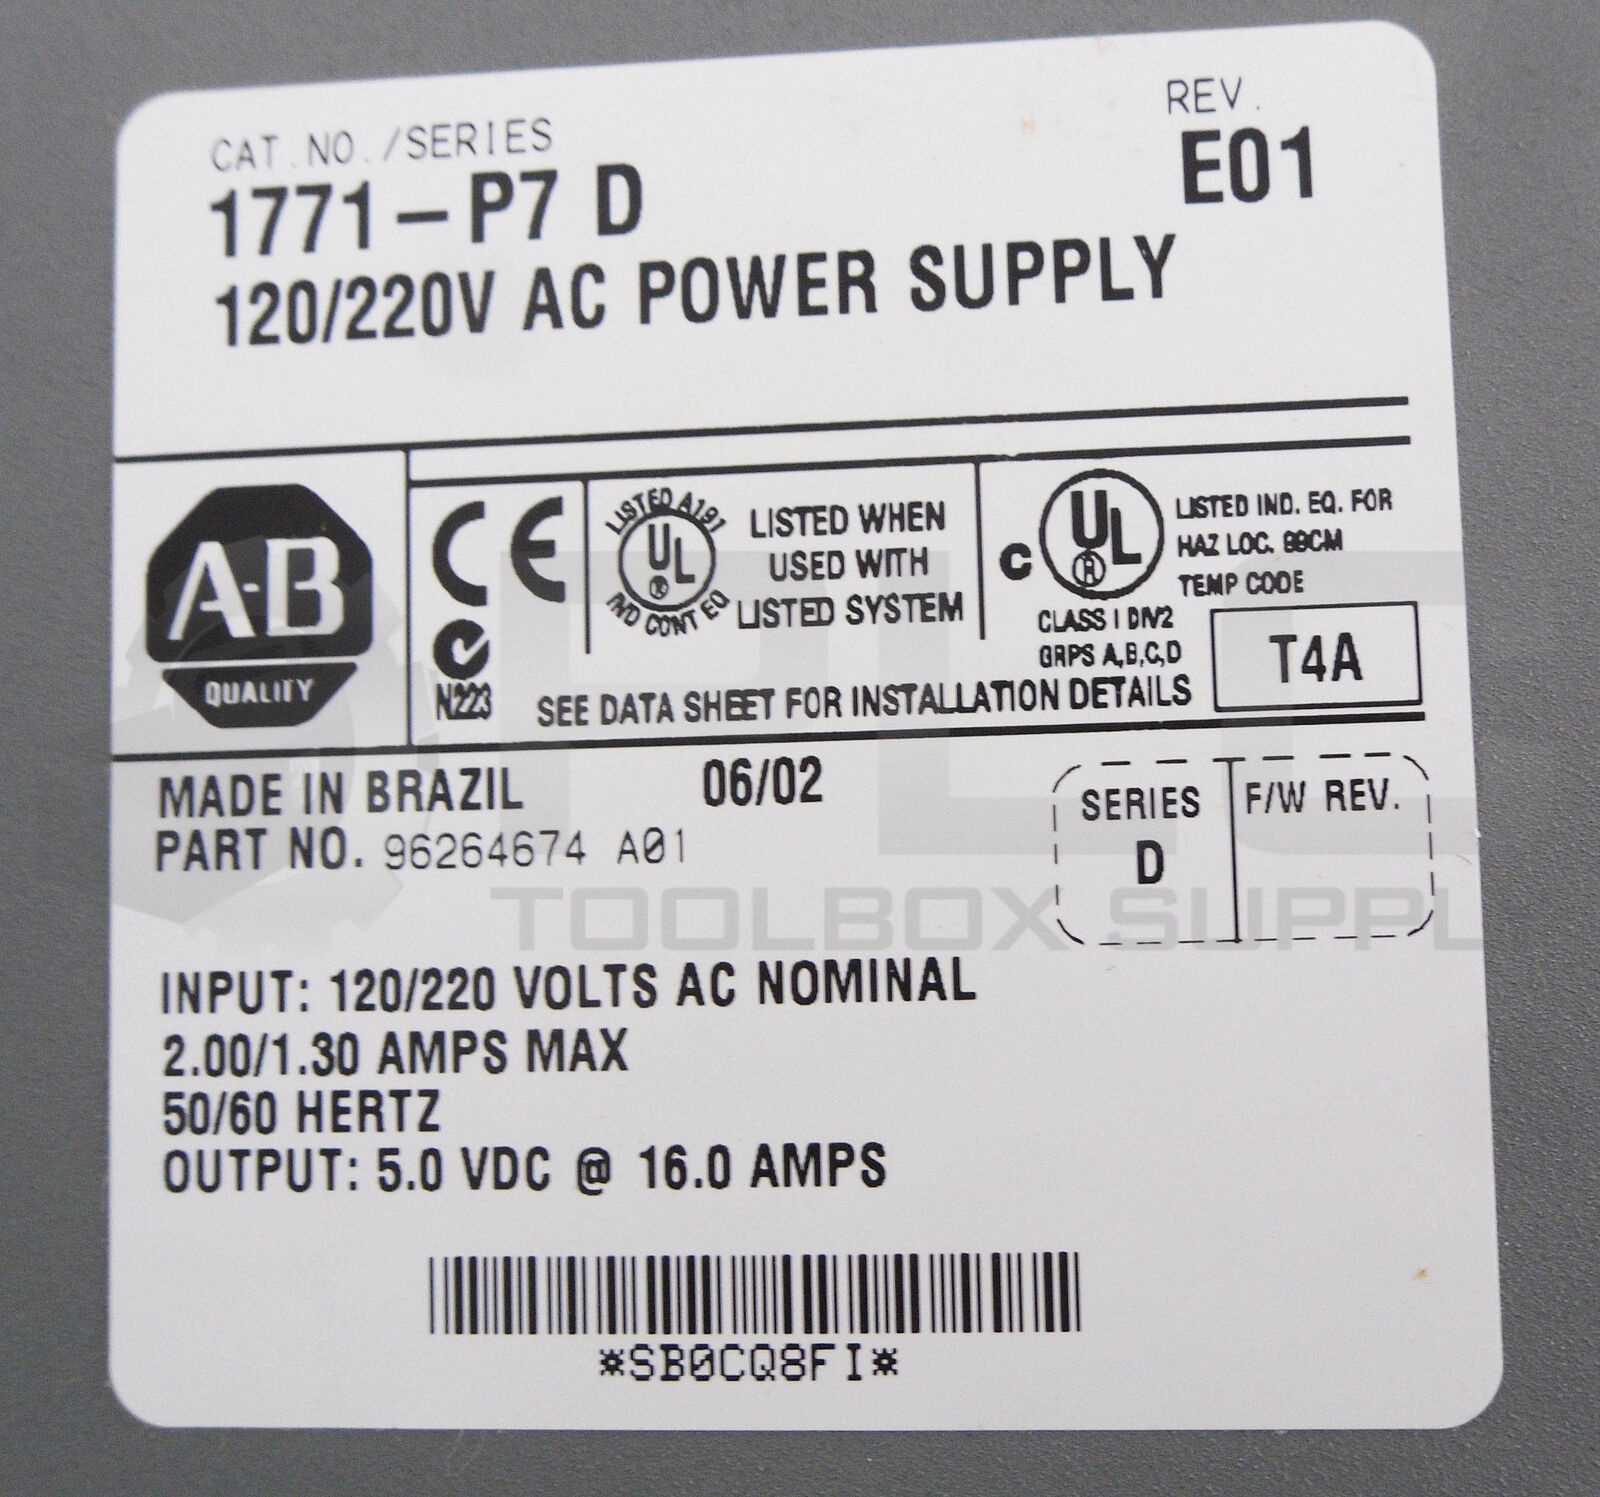 CAT.NO./SERIES
REV.
1771-P7 D
E01
120/220V AC POWER SUPPLY
A-B
QUALITY
CE
N223
LISTED A191
UL
®
IND CONT EQ
LISTED WHEN
USED WITH
LISTED SYSTEM
C UL
®
LISTED IND. EQ. FOR
HAZ LOC.
TEMP CODE
CLASS I DIV2
GRPS A,B,C,D
T4A
SEE DATA SHEET FOR INSTALLATION DETAILS
MADE IN BRAZIL 06/02
PART NO. 96264674 A01
SERIES
D
F/W REV.
PLC
TOOLBOX SUPPL
INPUT: 120/220 VOLTS AC NOMINAL
2.00/1.30 AMPS MAX
50/60 HERTZ
OUTPUT: 5.0 VDC @ 16.0 AMPS
*SB0CQ8FI*